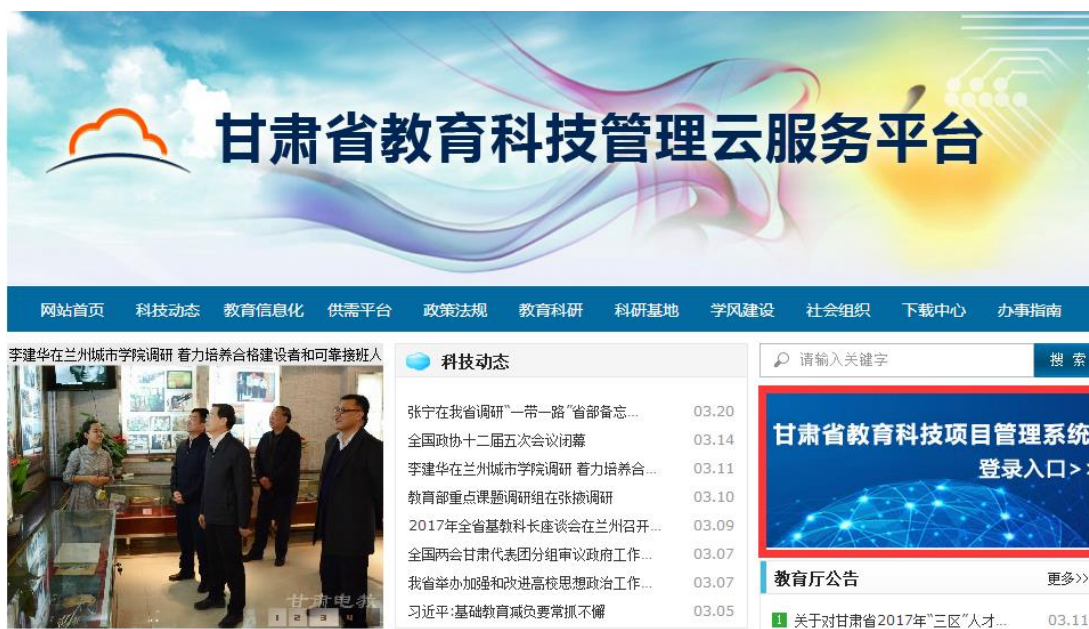 甘肃省教育科技管理云服务平台
网站首页 科技动态 教育信息化 供需平台 政策法规 教育科研 科研基地 学风建设 社会组织 下载中心 办事指南
李建华在兰州城市学院调研 着力培养合格建设者和可靠接班人
甘肃电教
1 2 3 4
科技动态
张宁在我省调研"一带一路"省部备忘... 03.20
全国政协十二届五次会议闭幕 03.14
李建华在兰州城市学院调研 着力培养合... 03.11
教育部重点课题调研组在张掖调研 03.10
2017年全省基教科长座谈会在兰州召开... 03.09
全国两会甘肃代表团分组审议政府工作... 03.07
我省举办加强和改进高校思想政治工作... 03.07
习近平:基础教育减负要常抓不懈 03.05
请输入关键字 搜 索
甘肃省教育科技项目管理系统
登录入口>>
教育厅公告 更多>>
1 关于对甘肃省2017年"三区"人才... 03.11